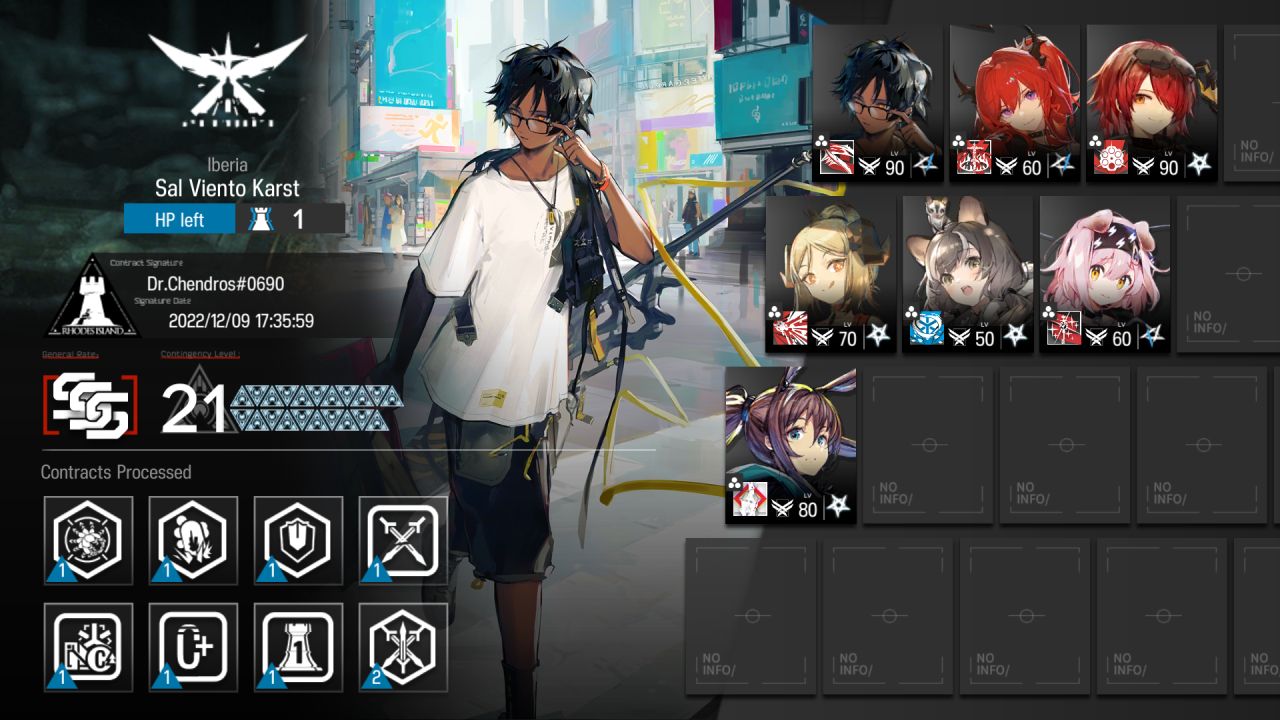 Iberia
Sal Viento Karst
HP left 1
Contract Signature
Dr.Chendros#0690
Signature Date
2022/12/09 17:35:59
RHODES ISLAND
General Rate:
Contingency Level:
21
Contracts Processed
1 1 1 1
1 1 1 2
LV LV LV
90 60 90
NO
INFO/
LV LV LV
70 50 60
NO
INFO/
LV
80
NO NO NO
INFO/ INFO/ INFO/
NO NO NO NO NO
INFO/ INFO/ INFO/ INFO/ INFO